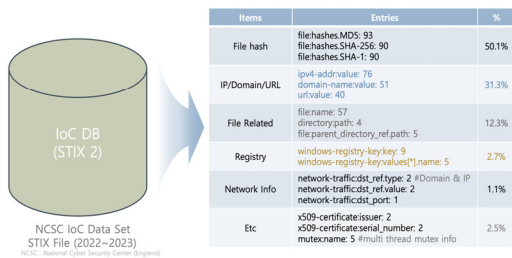 Items Entries %
File hash
file:hashes.MD5: 93
file:hashes.SHA-256: 90
file:hashes.SHA-1: 90
50.1%
IP/Domain/URL
ipv4-addr:value: 76
domain-name:value: 51
url:value: 40
31.3%
File Related
file:name: 57
directory:path: 4
file:parent_directory_ref.path: 5
12.3%
Registry
windows-registry-key:key: 9
windows-registry-key:values[*].name: 5
2.7%
Network Info
network-traffic:dst_ref.type: 2 #Domain & IP
network-traffic:dst_ref.value: 2
network-traffic:dst_port: 1
1.1%
Etc
x509-certificate:issuer: 2
x509-certificate:serial_number: 2
mutex:name: 5 #multi thread mutex info
2.5%
IoC DB
(STIX 2)
NCSC IoC Data Set
STIX File (2022~2023)
NCSC : National Cyber Security Center (England)